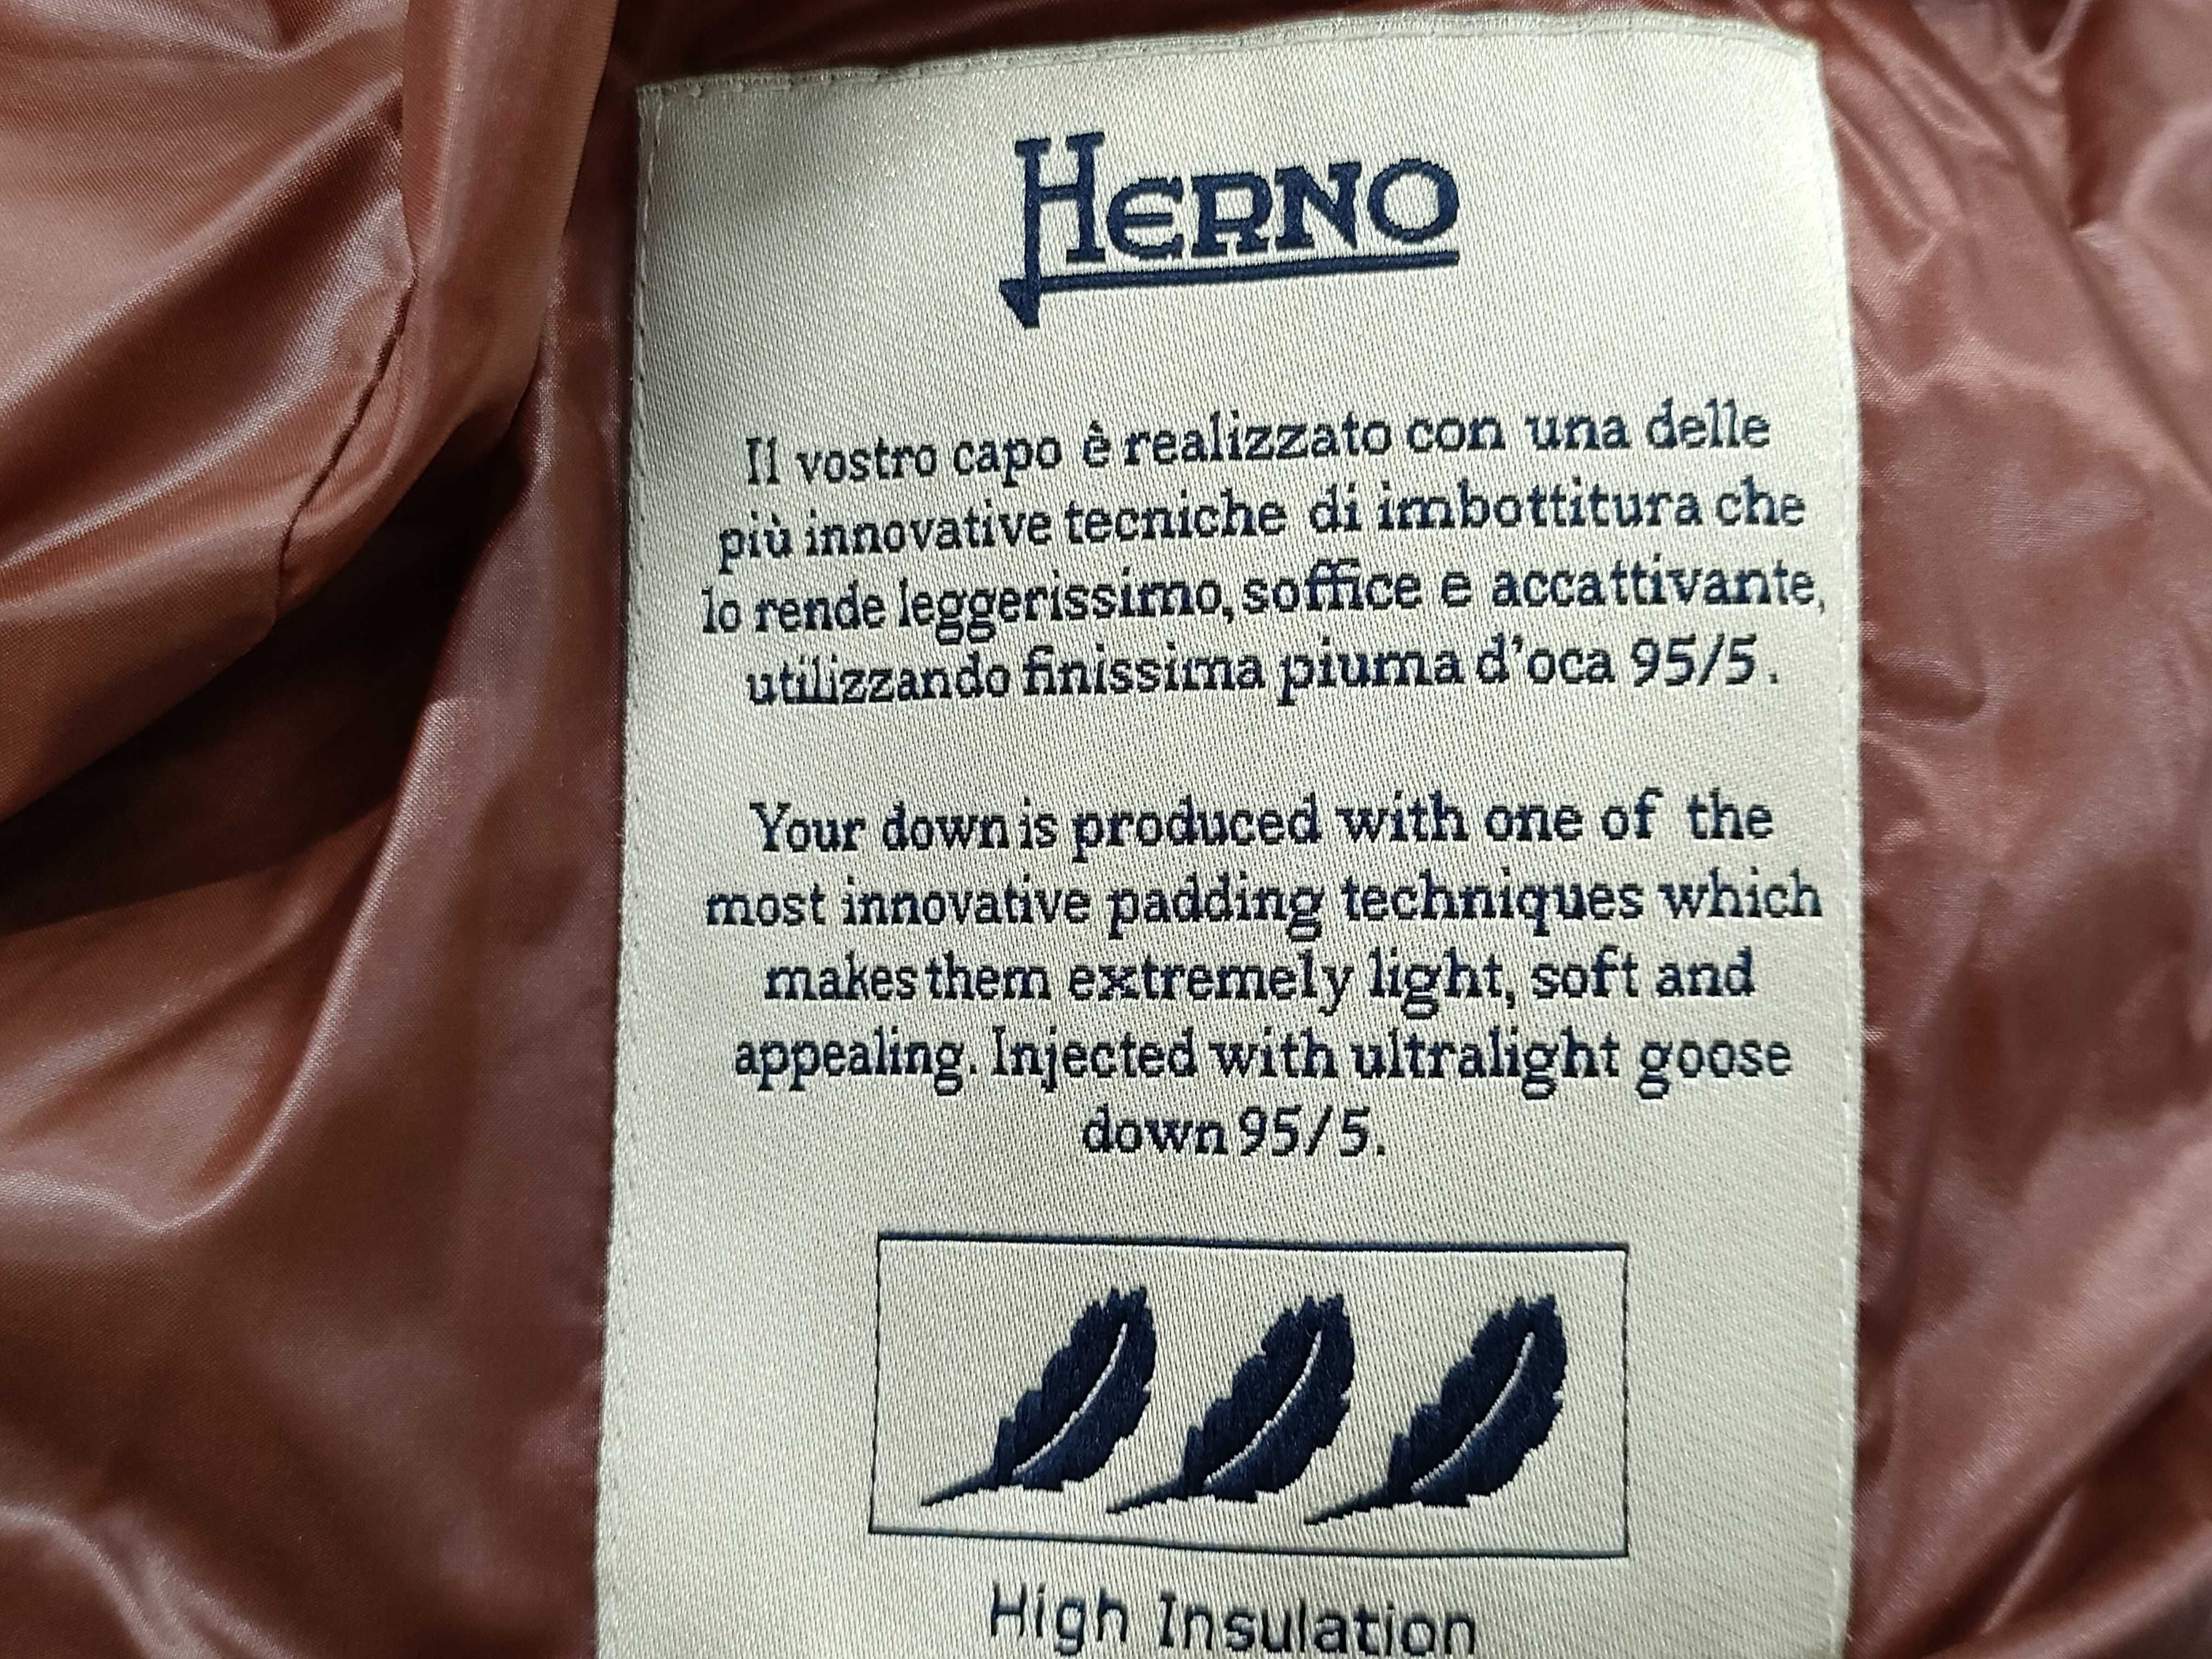 HERNO
Il vostro capo è realizzato con una delle
più innovative tecniche di imbottitura che
lo rende leggerissimo, soffice e accattivante,
utilizzando finissima piuma d'oca 95/5.
Your down is produced with one of the
most innovative padding techniques which
makes them extremely light, soft and
appealing. Injected with ultralight goose
down 95/5.
High Insulation